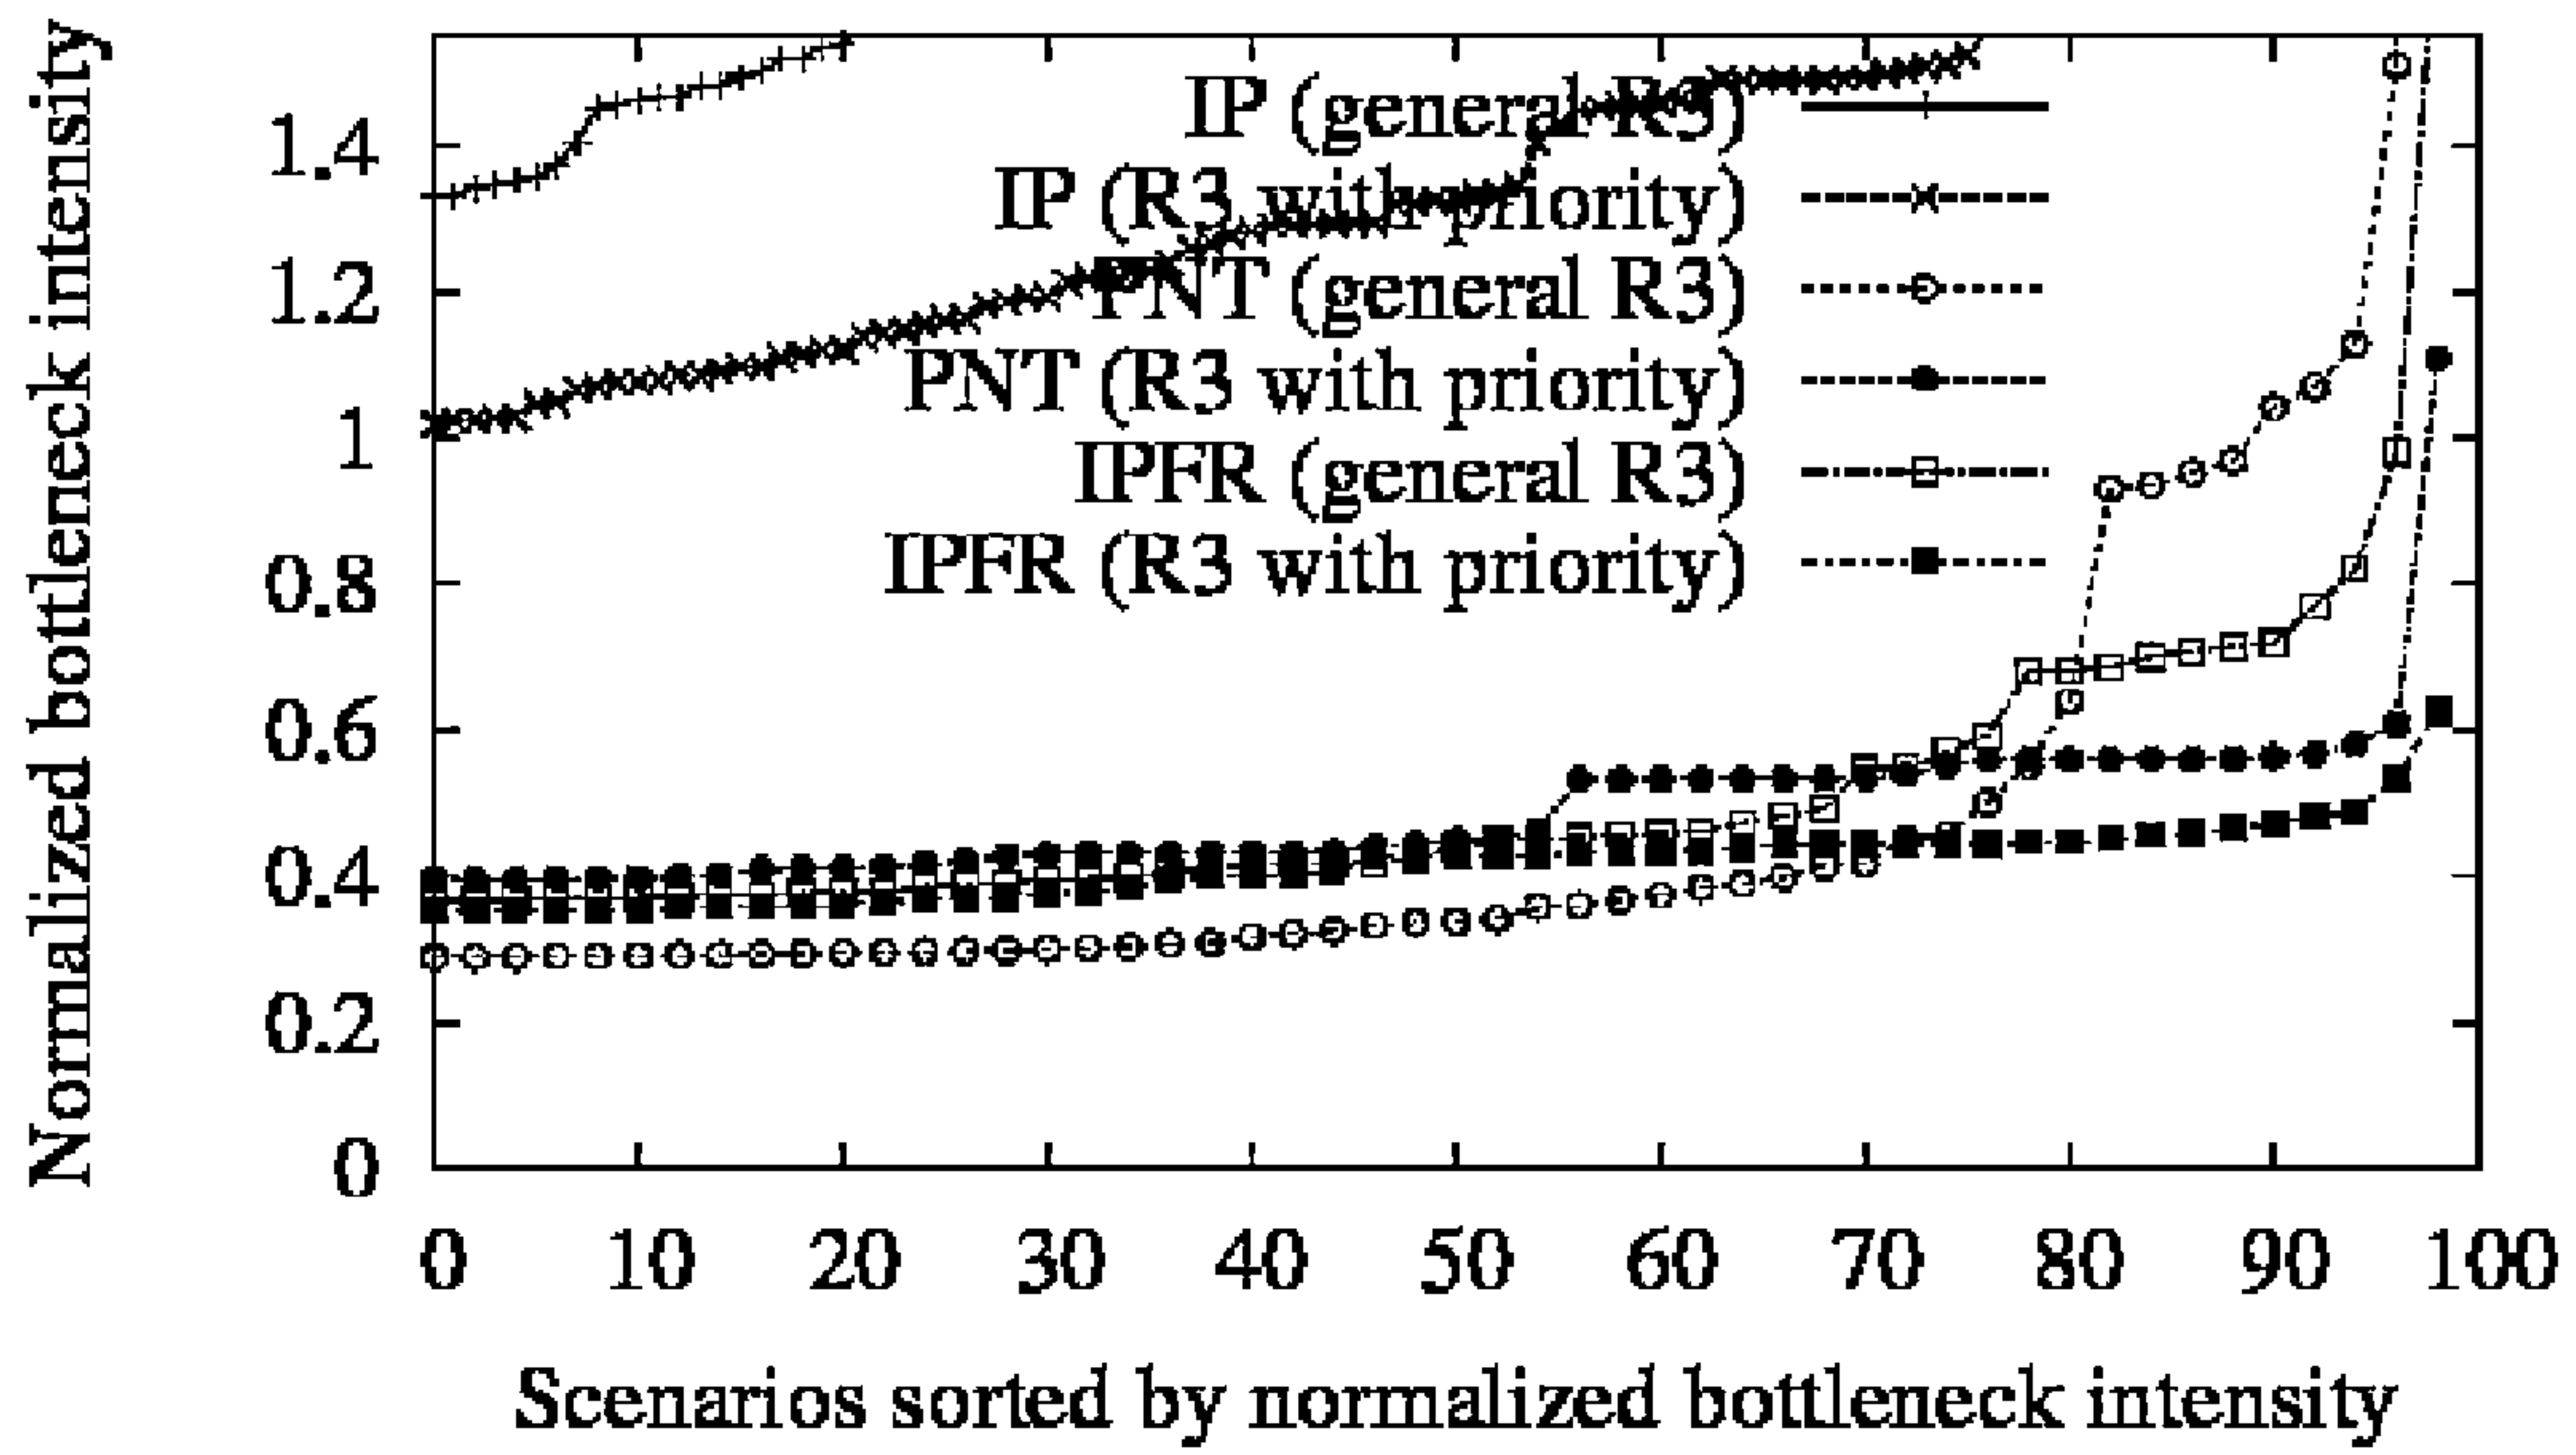 Normalized bottleneck intensity
1.4
1.2
1
0.8
0.6
0.4
0.2
0
IP (general R3)
IP (R3 with priority)
PNT (general R3)
PNT (R3 with priority)
IPFR (general R3)
IPFR (R3 with priority)
0 10 20 30 40 50 60 70 80 90 100
Scenarios sorted by normalized bottleneck intensity